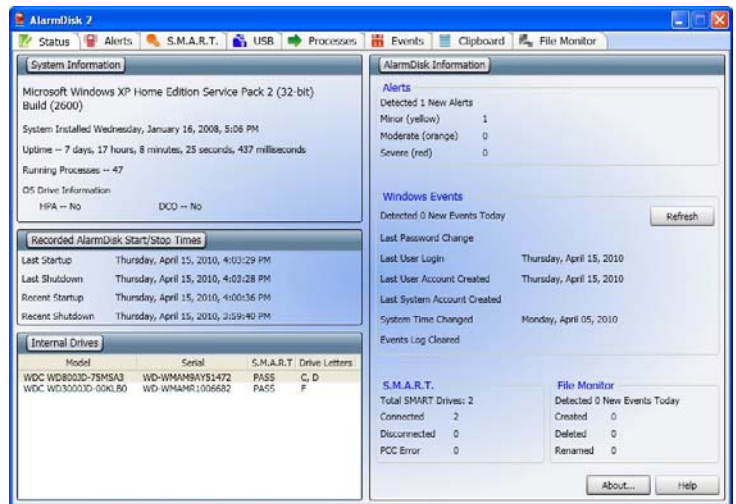 AlarmDisk 2
Status Alerts S.M.A.R.T. USB Processes Events Clipboard File Monitor
System Information
Microsoft Windows XP Home Edition Service Pack 2 (32-bit)
Build (2600)
System Installed Wednesday, January 16, 2008, 5:06 PM
Uptime -- 7 days, 17 hours, 8 minutes, 25 seconds, 437 milliseconds
Running Processes -- 47
OS Drive Information
HPA -- No DCO -- No
Recorded AlarmDisk Start/Stop Times
Last Startup Thursday, April 15, 2010, 4:03:29 PM
Last Shutdown Thursday, April 15, 2010, 4:03:28 PM
Recent Startup Thursday, April 15, 2010, 4:00:36 PM
Recent Shutdown Thursday, April 15, 2010, 3:59:40 PM
Internal Drives
Model Serial S.M.A.R.T Drive Letters
WDC WD800JD-75MSA3 WD-WMAM9AY51472 PASS C, D
WDC WD3000JD-00KLB0 WD-WMAMR1006682 PASS F
AlarmDisk Information
Alerts
Detected 1 New Alerts
Minor (yellow) 1
Moderate (orange) 0
Severe (red) 0
Windows Events
Detected 0 New Events Today Refresh
Last Password Change
Last User Login Thursday, April 15, 2010
Last User Account Created Thursday, April 15, 2010
Last System Account Created
System Time Changed Monday, April 05, 2010
Events Log Cleared
S.M.A.R.T.
Total SMART Drives: 2
Connected 2
Disconnected 0
PCC Error 0
File Monitor
Detected 0 New Events Today
Created 0
Deleted 0
Renamed 0
About... Help